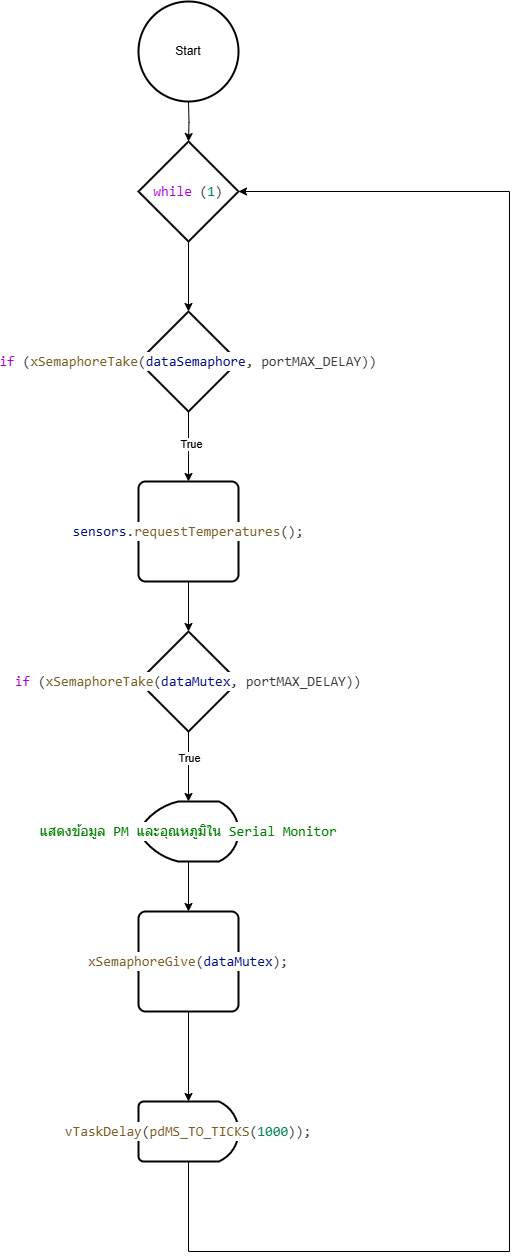 Start
while (1)
if (xSemaphoreTake(dataSemaphore, portMAX_DELAY))
True
sensors.requestTemperatures();
if (xSemaphoreTake(dataMutex, portMAX_DELAY))
True
แสดงข้อมูล PM และอุณหภูมิใน Serial Monitor
xSemaphoreGive(dataMutex);
vTaskDelay(pdMS_TO_TICKS(1000));